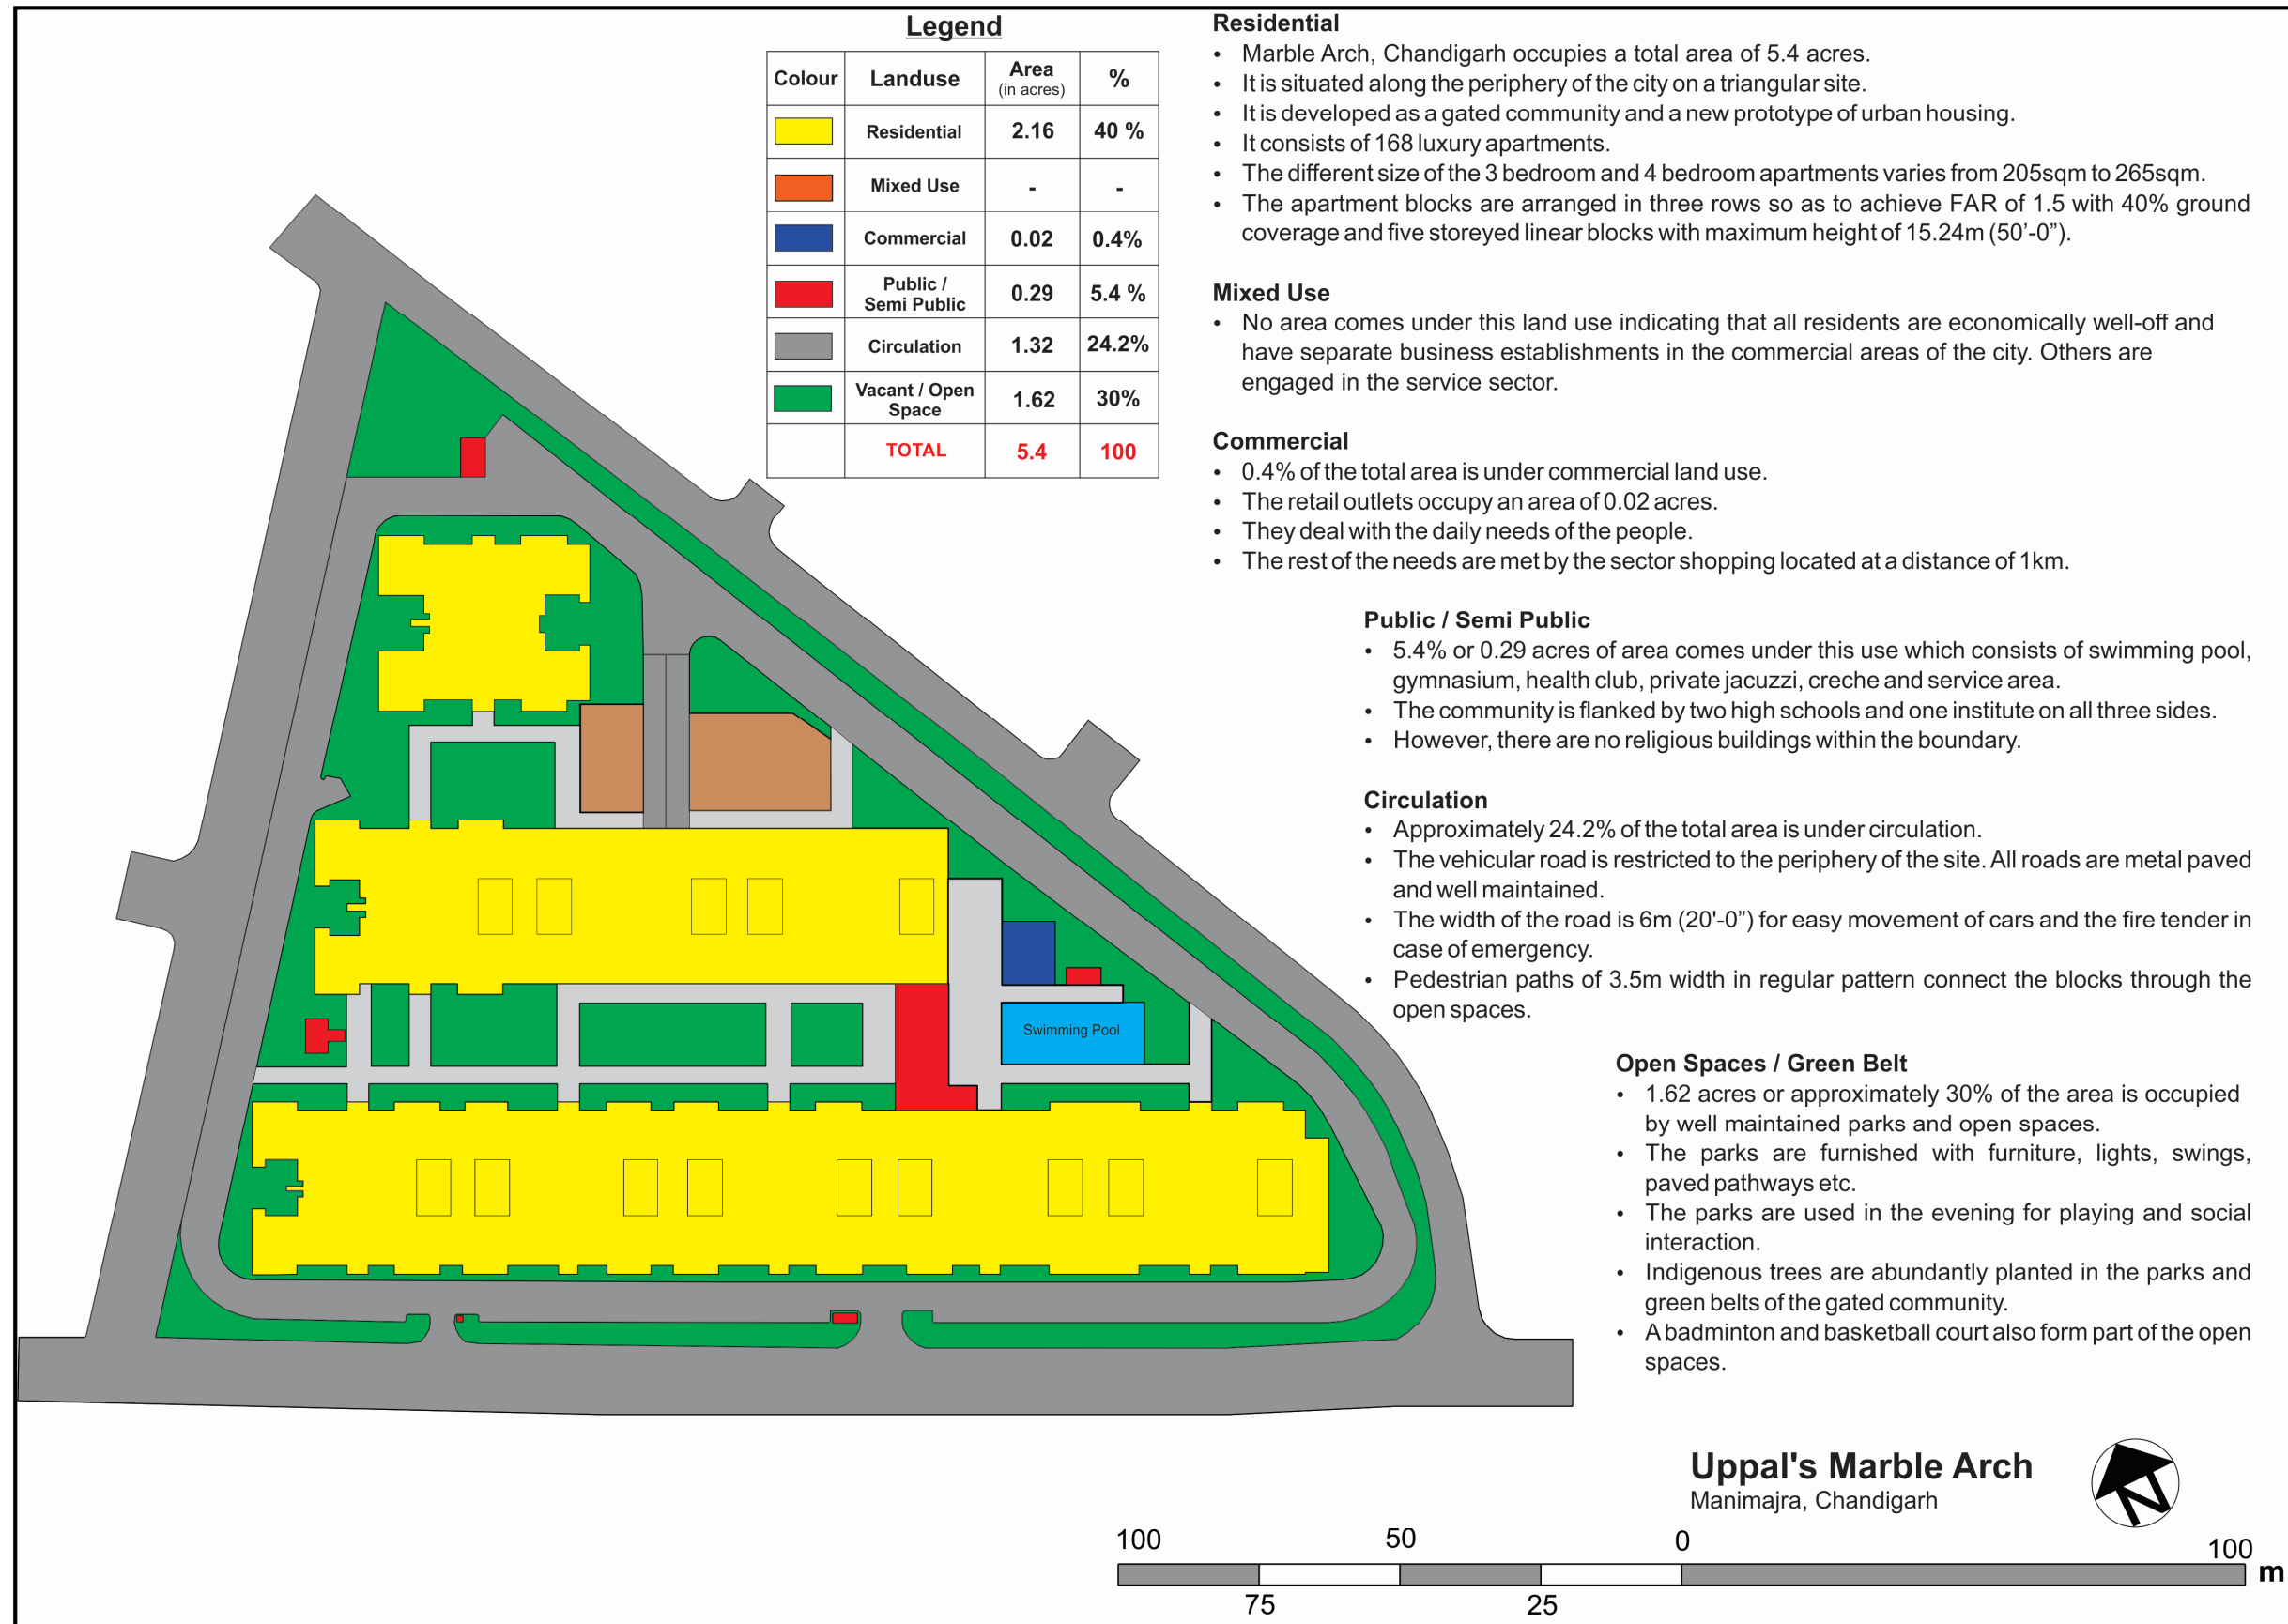 Legend
Colour Landuse Area (in acres) %
Residential 2.16 40 %
Mixed Use - -
Commercial 0.02 0.4%
Public /
Semi Public 0.29 5.4 %
Circulation 1.32 24.2%
Vacant / Open
Space 1.62 30%
TOTAL 5.4 100
Residential
• Marble Arch, Chandigarh occupies a total area of 5.4 acres.
• It is situated along the periphery of the city on a triangular site.
• It is developed as a gated community and a new prototype of urban housing.
• It consists of 168 luxury apartments.
• The different size of the 3 bedroom and 4 bedroom apartments varies from 205sqm to 265sqm.
• The apartment blocks are arranged in three rows so as to achieve FAR of 1.5 with 40% ground
coverage and five storeyed linear blocks with maximum height of 15.24m (50’-0”).
Mixed Use
• No area comes under this land use indicating that all residents are economically well-off and
have separate business establishments in the commercial areas of the city. Others are
engaged in the service sector.
Commercial
• 0.4% of the total area is under commercial land use.
• The retail outlets occupy an area of 0.02 acres.
• They deal with the daily needs of the people.
• The rest of the needs are met by the sector shopping located at a distance of 1km.
Public / Semi Public
• 5.4% or 0.29 acres of area comes under this use which consists of swimming pool,
gymnasium, health club, private jacuzzi, creche and service area.
• The community is flanked by two high schools and one institute on all three sides.
• However, there are no religious buildings within the boundary.
Circulation
• Approximately 24.2% of the total area is under circulation.
• The vehicular road is restricted to the periphery of the site. All roads are metal paved
and well maintained.
• The width of the road is 6m (20'-0”) for easy movement of cars and the fire tender in
case of emergency.
• Pedestrian paths of 3.5m width in regular pattern connect the blocks through the
open spaces.
Swimming Pool
Open Spaces / Green Belt
• 1.62 acres or approximately 30% of the area is occupied
by well maintained parks and open spaces.
• The parks are furnished with furniture, lights, swings,
paved pathways etc.
• The parks are used in the evening for playing and social
interaction.
• Indigenous trees are abundantly planted in the parks and
green belts of the gated community.
• A badminton and basketball court also form part of the open
spaces.
Uppal's Marble Arch
Manimajra, Chandigarh
N
100 50 0 100
m
75 25